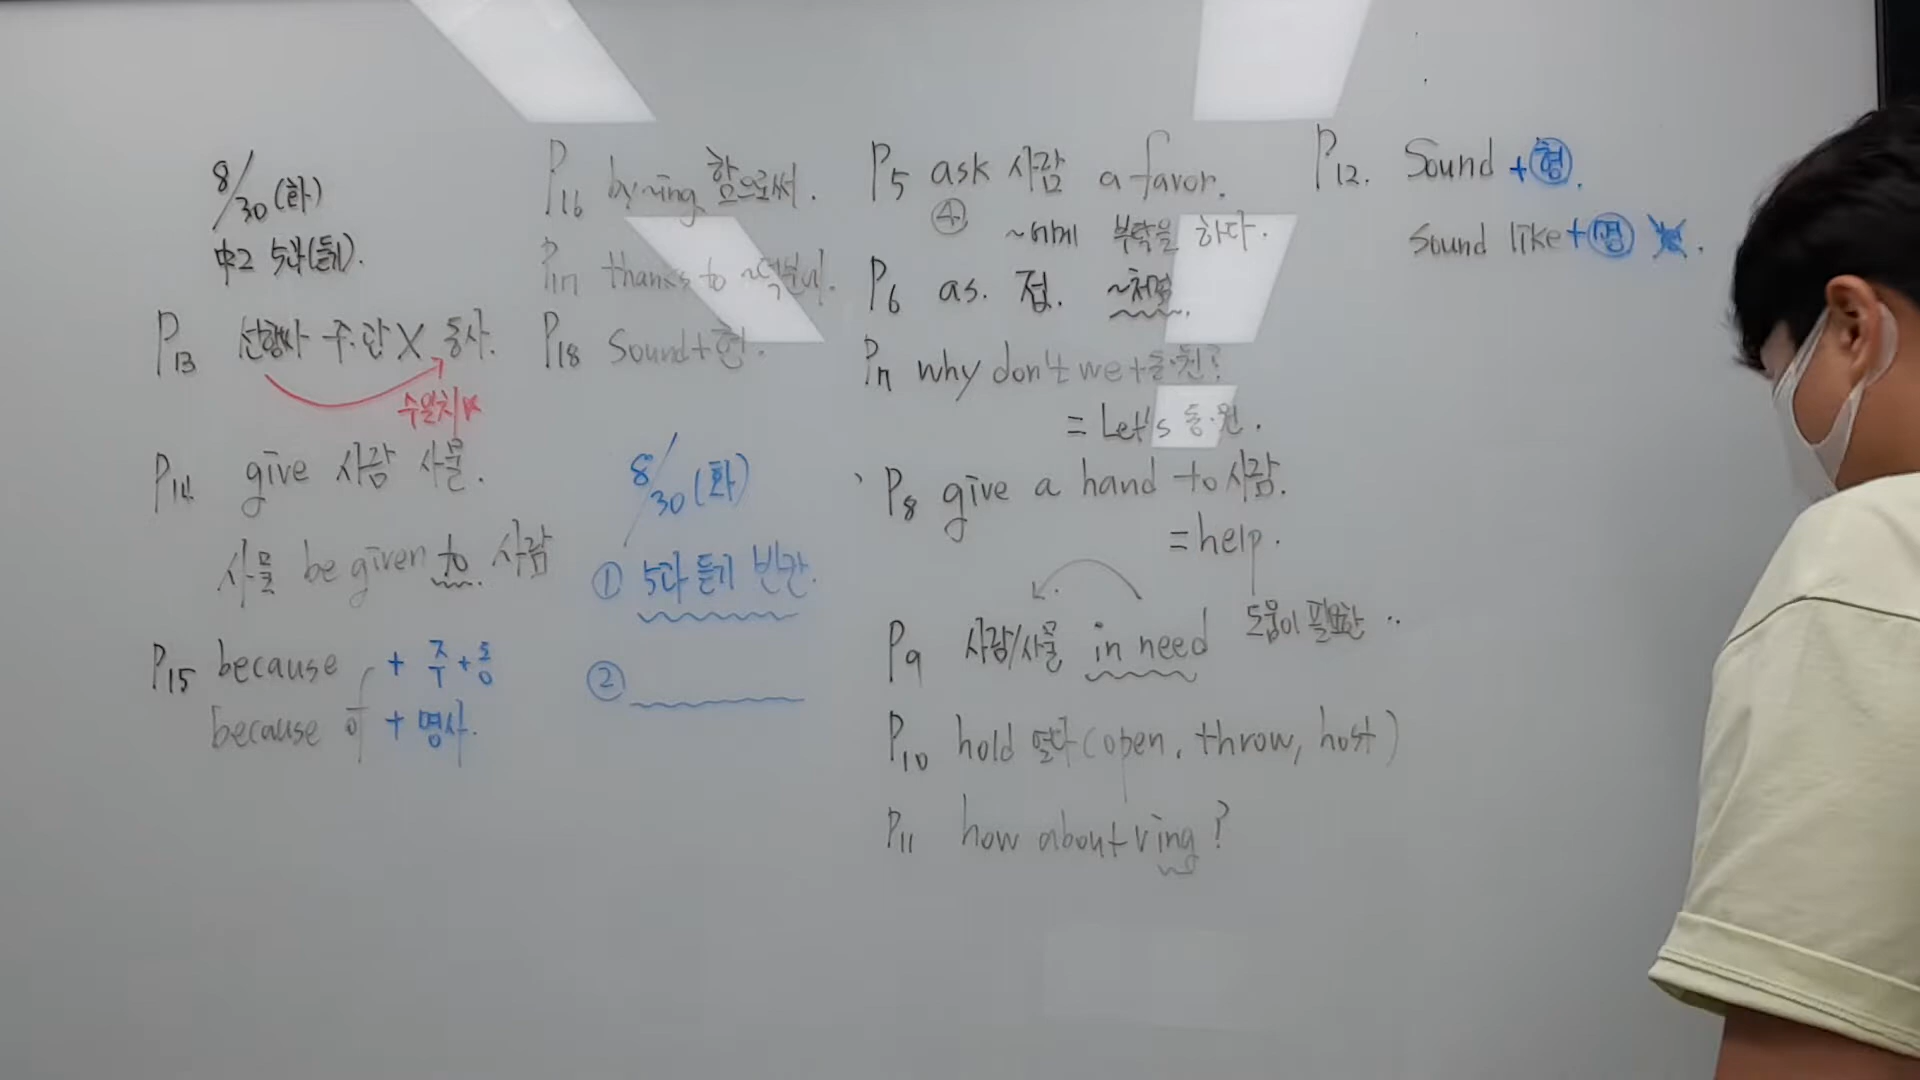 8/30 (화)
中2 5과(듣기).
P13 선행사 주.관 X 동사.
수일치
P14 give 사람 사물.
사물 be given to 사람
P15 because + 주+동
because of + 명사.
P16 by ~ing 함으로써.
P17 thanks to ~덕분에.
P18 sound+형.
8/30 (화)
① 5과 듣기 빈칸.
②
P5 ask 사람 a favor.
④ ~에게 부탁을 하다.
P6 as. 접. ~처럼.
P7 why don't we+동.원?
= Let's 동.원.
P8 give a hand to 사람.
= help.
P9 사람/사물 in need 도움이 필요한
P10 hold 열다 (open, throw, host)
P11 how about ving?
P12. Sound + 형.
Sound like + 명